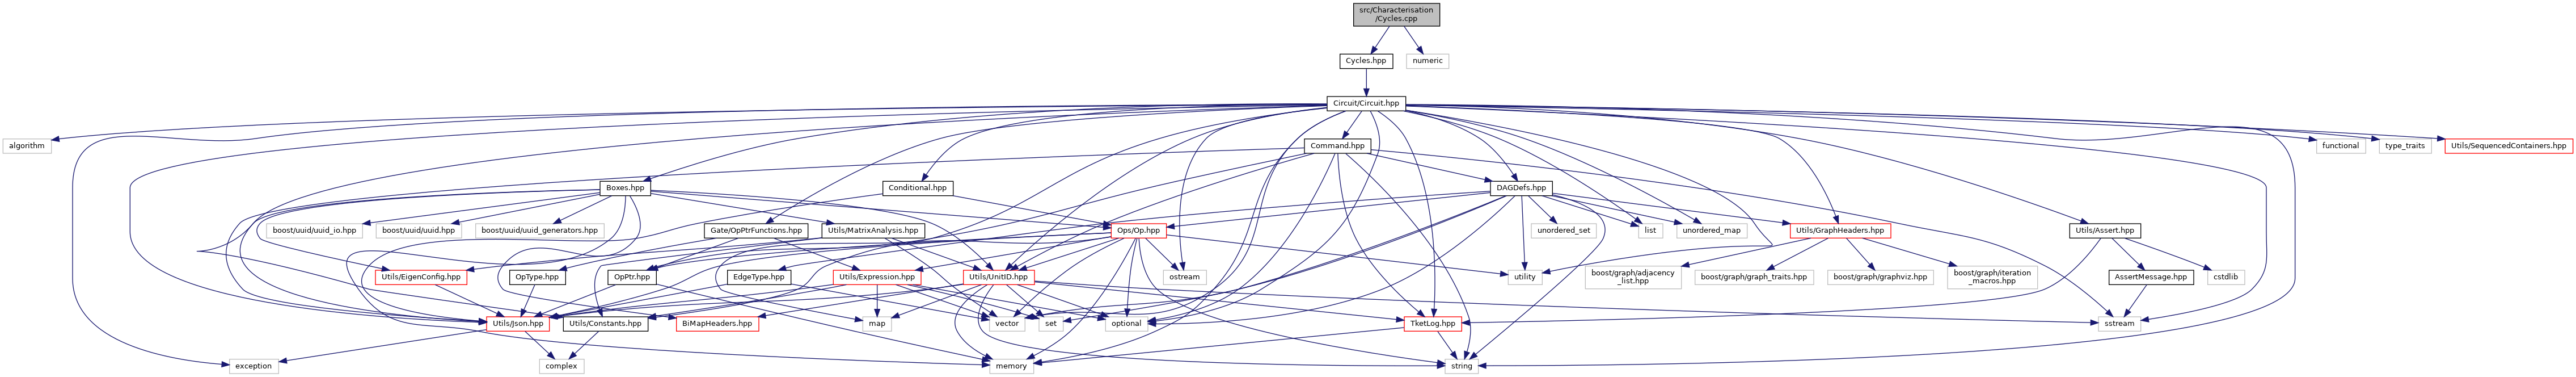 src/Characterisation
/Cycles.cpp
Cycles.hpp
numeric
Circuit/Circuit.hpp
algorithm
Command.hpp
functional
type_traits
Utils/SequencedContainers.hpp
Boxes.hpp
Conditional.hpp
DAGDefs.hpp
boost/uuid/uuid_io.hpp
boost/uuid/uuid.hpp
boost/uuid/uuid_generators.hpp
Gate/OpPtrFunctions.hpp
Utils/MatrixAnalysis.hpp
Ops/Op.hpp
unordered_set
list
unordered_map
Utils/GraphHeaders.hpp
Utils/Assert.hpp
Utils/EigenConfig.hpp
OpType.hpp
OpPtr.hpp
EdgeType.hpp
Utils/Expression.hpp
Utils/UnitID.hpp
ostream
utility
boost/graph/adjacency
_list.hpp
boost/graph/graph_traits.hpp
boost/graph/graphviz.hpp
boost/graph/iteration
_macros.hpp
AssertMessage.hpp
cstdlib
Utils/Json.hpp
Utils/Constants.hpp
BiMapHeaders.hpp
map
vector
set
optional
TketLog.hpp
sstream
exception
complex
memory
string